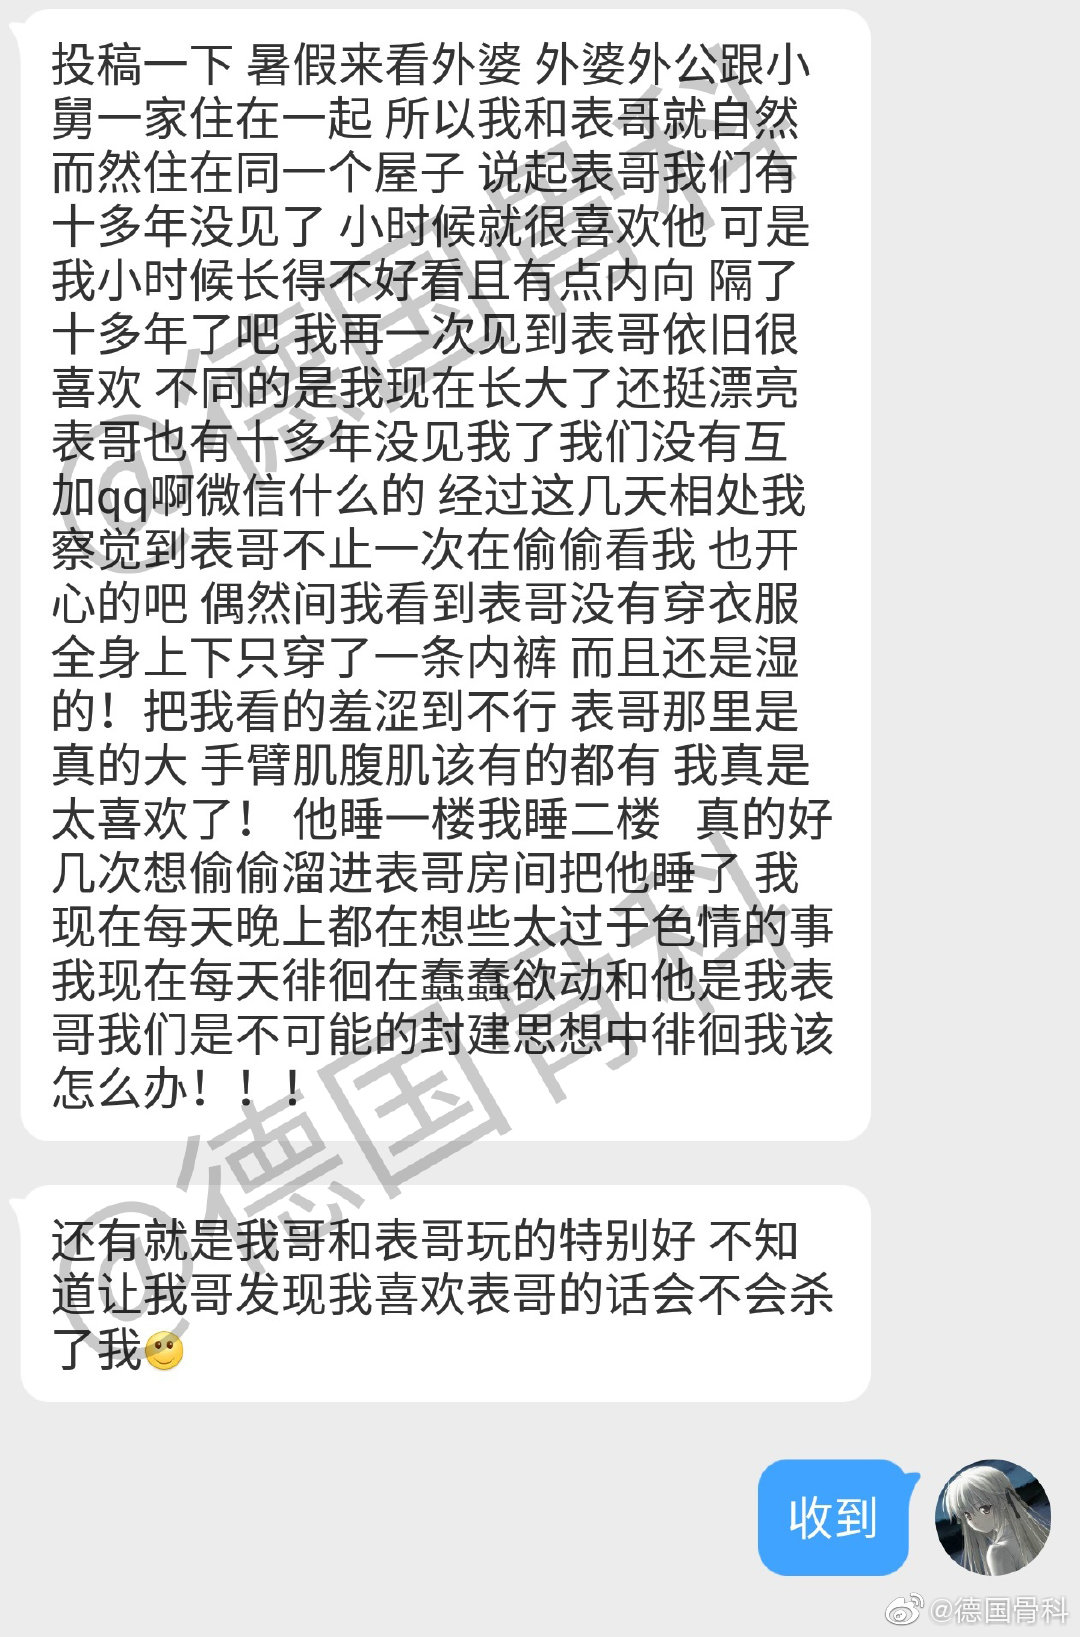 投稿一下 暑假来看外婆 外婆外公跟小
舅一家住在一起 所以我和表哥就自然
而然住在同一个屋子 说起表哥我们有
十多年没见了 小时候就很喜欢他 可是
我小时候长得不好看且有点内向 隔了
十多年了吧 我再一次见到表哥依旧很
喜欢 不同的是我现在长大了还挺漂亮
表哥也有十多年没见我了我们没有互
加qq啊微信什么的 经过这几天相处我
察觉到表哥不止一次在偷偷看我 也开
心的吧 偶然间我看到表哥没有穿衣服
全身上下只穿了一条内裤 而且还是湿
的！把我看的羞涩到不行 表哥那里是
真的大 手臂肌腹肌该有的都有 我真是
太喜欢了！ 他睡一楼我睡二楼 真的好
几次想偷偷溜进表哥房间把他睡了 我
现在每天晚上都在想些太过于色情的事
我现在每天徘徊在蠢蠢欲动和他是我表
哥我们是不可能的封建思想中徘徊我该
怎么办！！！
还有就是我哥和表哥玩的特别好 不知
道让我哥发现我喜欢表哥的话会不会杀
了我
收到
@德国骨科
@德国骨科
@德国骨科